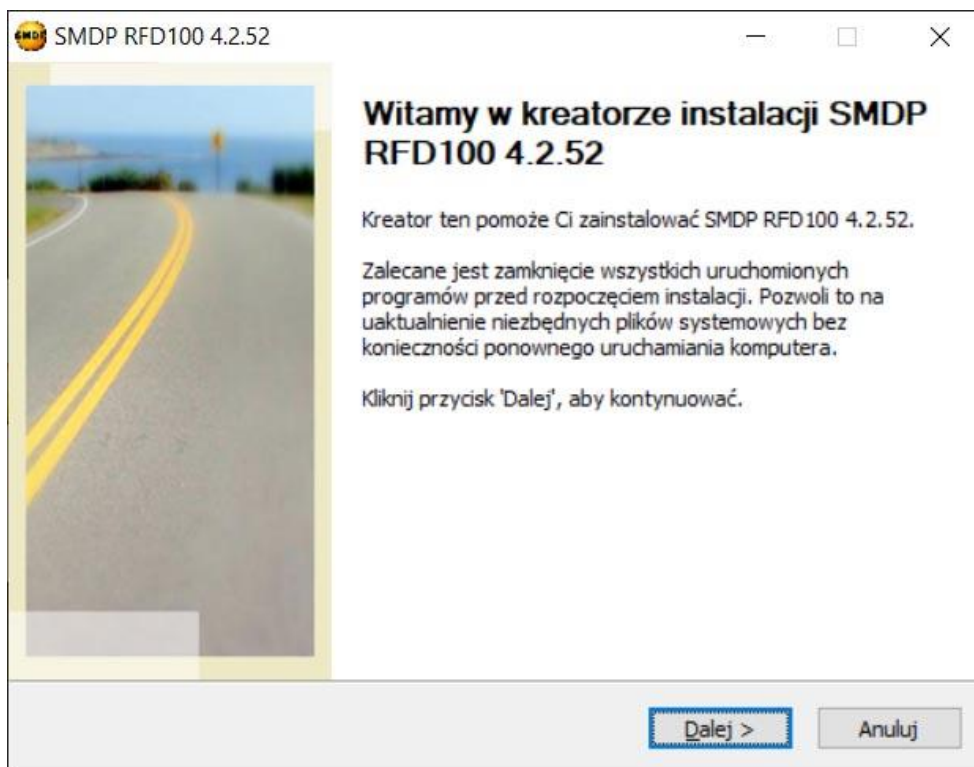 SMDP RFD100 4.2.52
Witamy w kreatorze instalacji SMDP
RFD100 4.2.52
Kreator ten pomoże Ci zainstalować SMDP RFD100 4.2.52.
Zalecane jest zamknięcie wszystkich uruchomionych
programów przed rozpoczęciem instalacji. Pozwoli to na
uaktualnienie niezbędnych plików systemowych bez
konieczności ponownego uruchamiania komputera.
Kliknij przycisk 'Dalej', aby kontynuować.
Dalej >
Anuluj